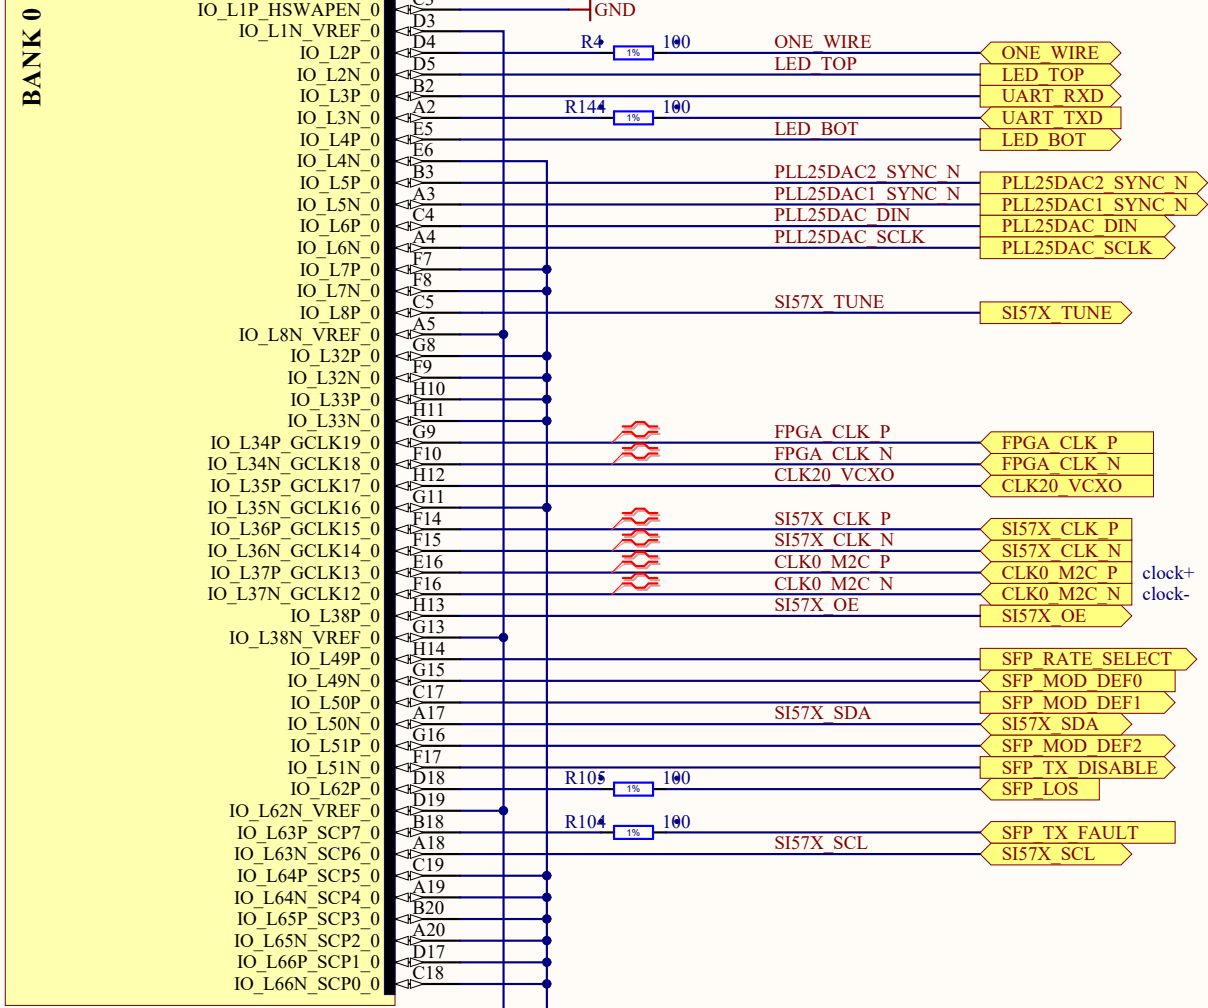 BANK 0
IO_L1P_HSWAPEN_0 C3 GND
IO_L1N_VREF_0 D3
IO_L2P_0 D4 R4 1% 100 ONE_WIRE ONE_WIRE
IO_L2N_0 D5 LED_TOP LED_TOP
IO_L3P_0 B2 UART_RXD
IO_L3N_0 A2 R144 1% 100 UART_TXD
IO_L4P_0 E5 LED_BOT LED_BOT
IO_L4N_0 E6
IO_L5P_0 B3 PLL25DAC2_SYNC_N PLL25DAC2_SYNC_N
IO_L5N_0 A3 PLL25DAC1_SYNC_N PLL25DAC1_SYNC_N
IO_L6P_0 C4 PLL25DAC_DIN PLL25DAC_DIN
IO_L6N_0 A4 PLL25DAC_SCLK PLL25DAC_SCLK
IO_L7P_0 F7
IO_L7N_0 F8
IO_L8P_0 C5 SI57X_TUNE SI57X_TUNE
IO_L8N_VREF_0 A5
IO_L32P_0 G8
IO_L32N_0 F9
IO_L33P_0 H10
IO_L33N_0 H11
IO_L34P_GCLK19_0 G9 FPGA_CLK_P FPGA_CLK_P
IO_L34N_GCLK18_0 F10 FPGA_CLK_N FPGA_CLK_N
IO_L35P_GCLK17_0 H12 CLK20_VCXO CLK20_VCXO
IO_L35N_GCLK16_0 G11
IO_L36P_GCLK15_0 F14 SI57X_CLK_P SI57X_CLK_P
IO_L36N_GCLK14_0 F15 SI57X_CLK_N SI57X_CLK_N
IO_L37P_GCLK13_0 E16 CLK0_M2C_P CLK0_M2C_P clock+
IO_L37N_GCLK12_0 F16 CLK0_M2C_N CLK0_M2C_N clock-
IO_L38P_0 H13 SI57X_OE SI57X_OE
IO_L38N_VREF_0 G13
IO_L49P_0 H14 SFP_RATE_SELECT
IO_L49N_0 G15 SFP_MOD_DEF0
IO_L50P_0 C17 SFP_MOD_DEF1
IO_L50N_0 A17 SI57X_SDA SI57X_SDA
IO_L51P_0 G16 SFP_MOD_DEF2
IO_L51N_0 F17 SFP_TX_DISABLE
IO_L62P_0 D18 R105 1% 100 SFP_LOS
IO_L62N_VREF_0 D19
IO_L63P_SCP7_0 B18 R104 1% 100 SFP_TX_FAULT
IO_L63N_SCP6_0 A18 SI57X_SCL SI57X_SCL
IO_L64P_SCP5_0 C19
IO_L64N_SCP4_0 A19
IO_L65P_SCP3_0 B20
IO_L65N_SCP2_0 A20
IO_L66P_SCP1_0 D17
IO_L66N_SCP0_0 C18